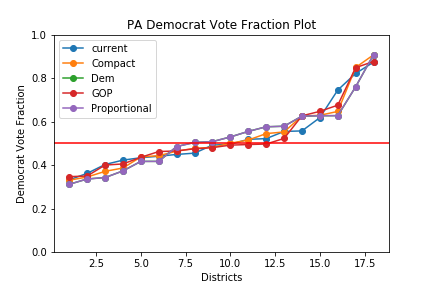 PA Democrat Vote Fraction Plot
1.0
0.8
0.6
0.4
0.2
0.0
Democrat Vote Fraction
current
Compact
Dem
GOP
Proportional
2.5 5.0 7.5 10.0 12.5 15.0 17.5
Districts